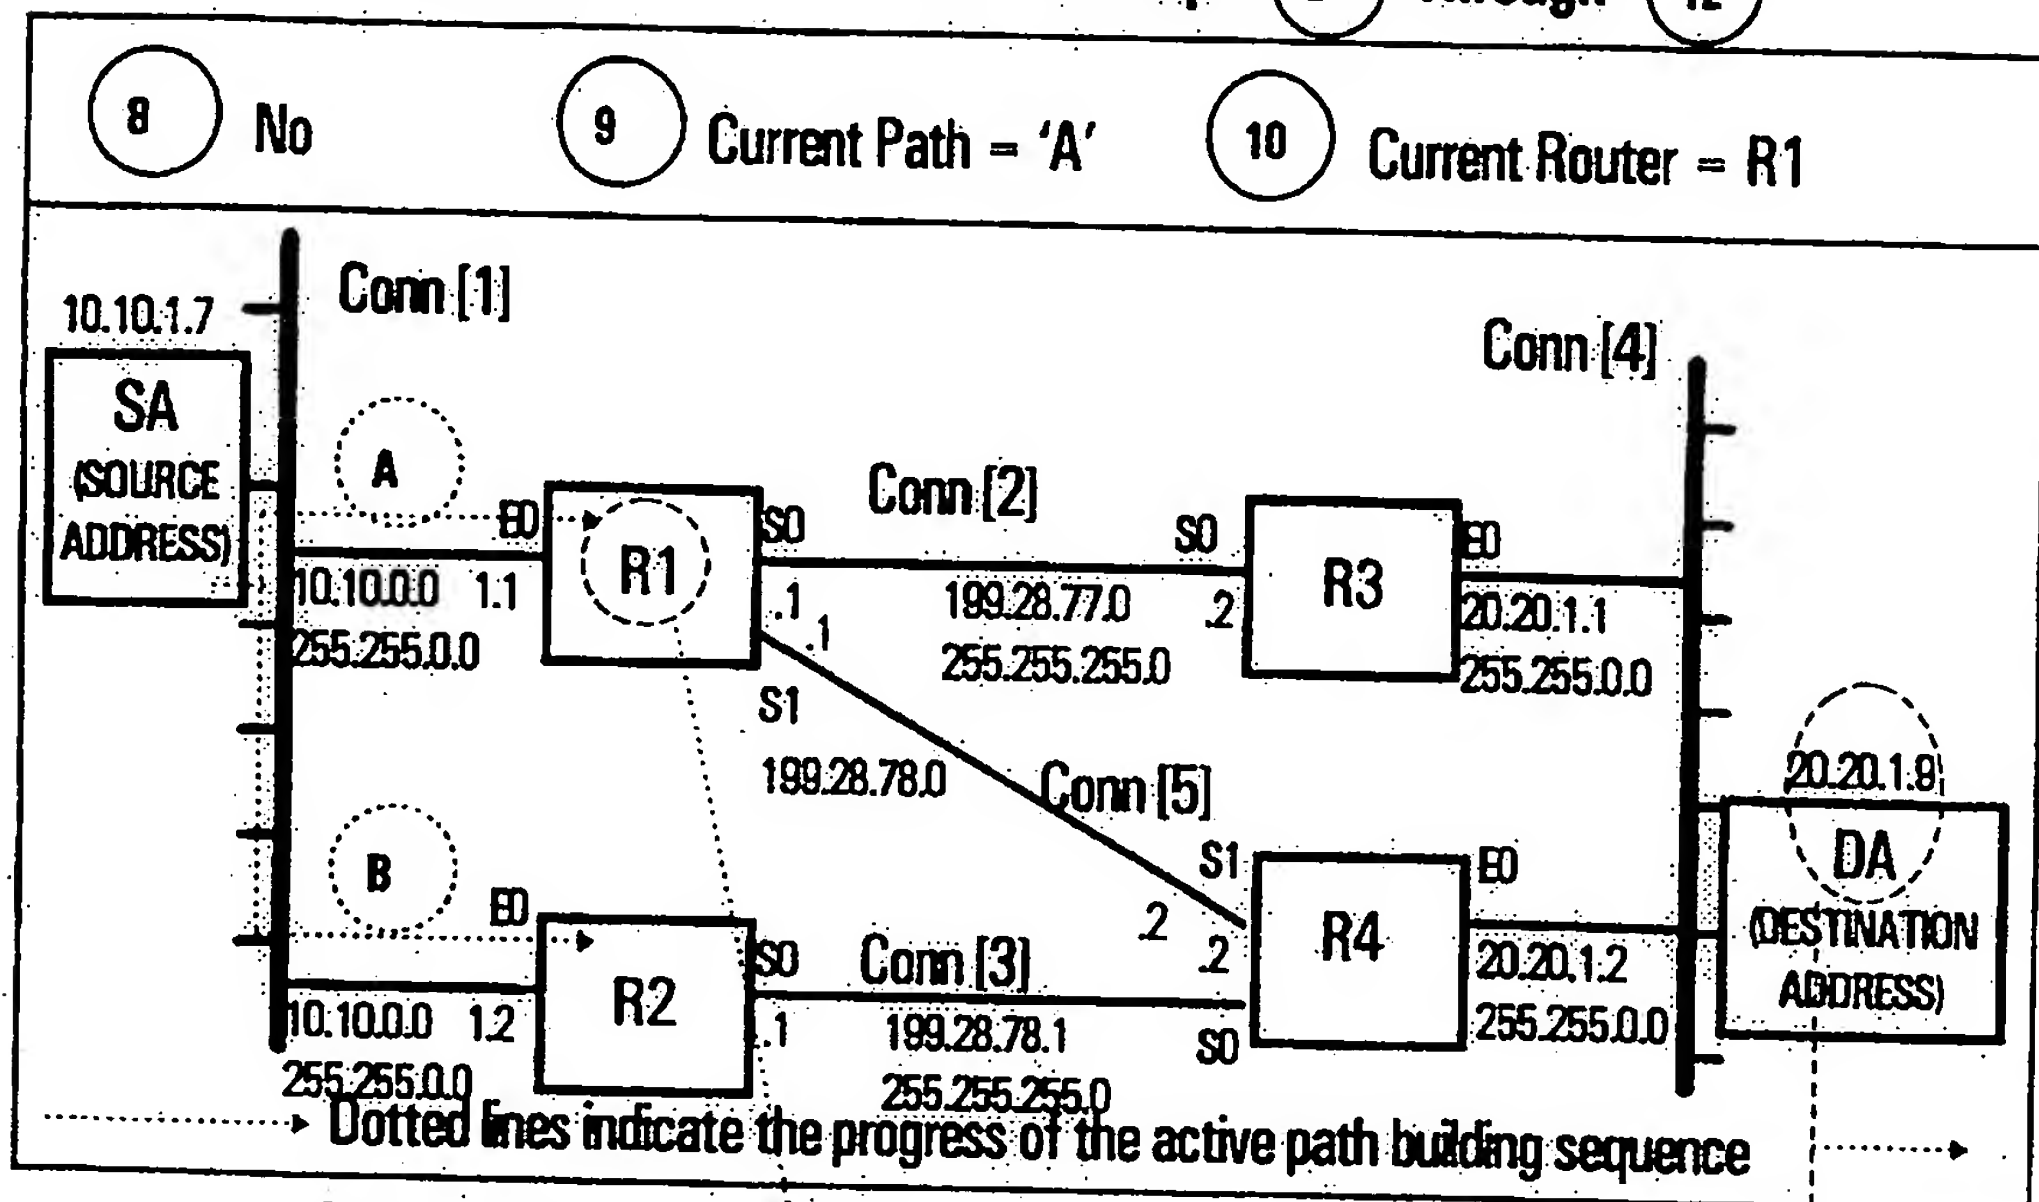 Through 12
8 No 9 Current Path = 'A' 10 Current Router = R1
10.10.1.7
Conn [1]
Conn [4]
SA
(SOURCE
ADDRESS)
A
E0
R1
S0
Conn [2]
S0
R3
E0
10.10.0.0 1.1
255.255.0.0
.1
.1
199.28.77.0
255.255.255.0
.2
20.20.1.1
255.255.0.0
S1
199.28.78.0
Conn [5]
20.20.1.9
DA
(DESTINATION
ADDRESS)
B
E0
R2
S0
Conn [3]
S1
.2
.2
R4
E0
10.10.0.0 1.2
255.255.0.0
.1
199.28.78.1
255.255.255.0
S0
20.20.1.2
255.255.0.0
Dotted lines indicate the progress of the active path building sequence